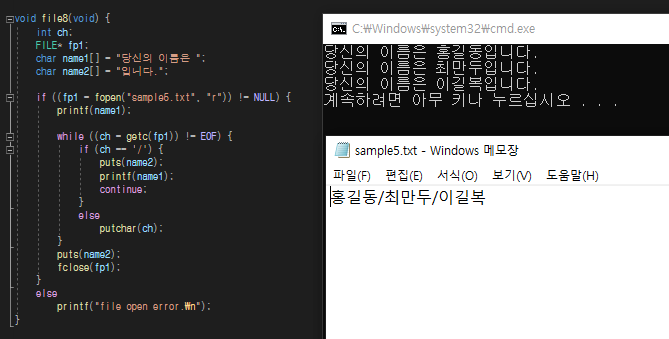 void file8(void) {
int ch;
FILE* fp1;
char name1[] = "당신의 이름은 ";
char name2[] = "입니다.";
if ((fp1 = fopen("sample6.txt", "r")) != NULL) {
printf(name1);
while ((ch = getc(fp1)) != EOF) {
if (ch == '/') {
puts(name2);
printf(name1);
continue;
}
else
putchar(ch);
}
puts(name2);
fclose(fp1);
}
else
printf("file open error.₩n");
}
C:₩Windows₩system32₩cmd.exe
당신의 이름은 홍길동입니다.
당신의 이름은 최만두입니다.
당신의 이름은 이길복입니다.
계속하려면 아무 키나 누르십시오 . . .
sample5.txt - Windows 메모장
파일(F) 편집(E) 서식(O) 보기(V) 도움말(H)
홍길동/최만두/이길복